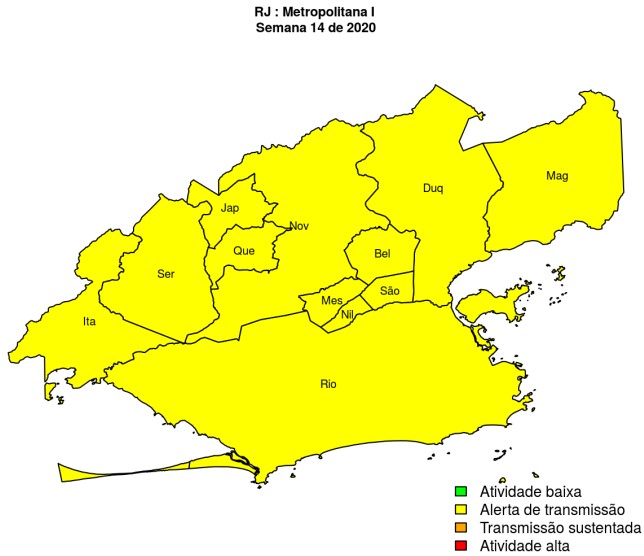 RJ : Metropolitana I
Semana 14 de 2020
Mag
Duq
Jap
Nov
Que
Bel
Ser
São
Mes
Nil
Ita
Rio
Atividade baixa
Alerta de transmissão
Transmissão sustentada
Atividade alta